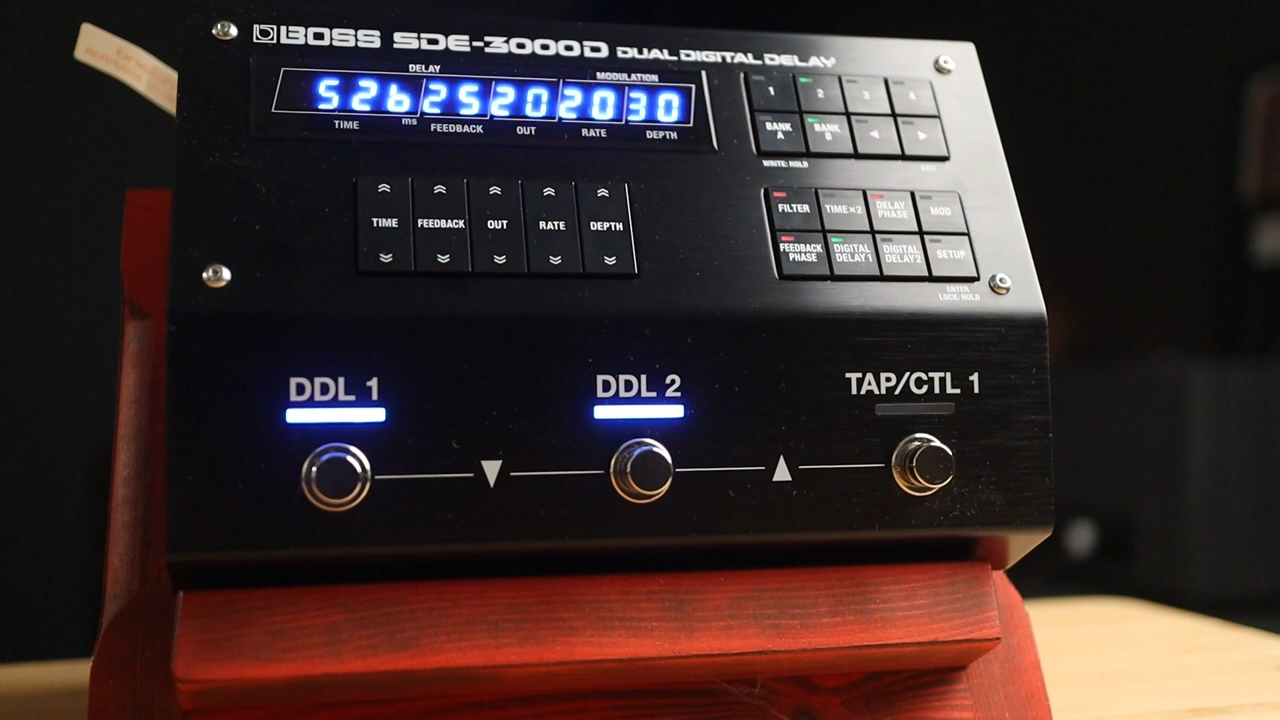 BOSS SDE-3000D DUAL DIGITAL DELAY
DELAY MODULATION
526 25 20 20 30
TIME ms FEEDBACK OUT RATE DEPTH
1 2 3 4
BANK A BANK B
WRITE: HOLD EXIT
TIME FEEDBACK OUT RATE DEPTH
FILTER TIME×2 DELAY PHASE MOD
FEEDBACK PHASE DIGITAL DELAY 1 DIGITAL DELAY 2 SETUP
ENTER
LOCK: HOLD
DDL 1 DDL 2 TAP/CTL 1